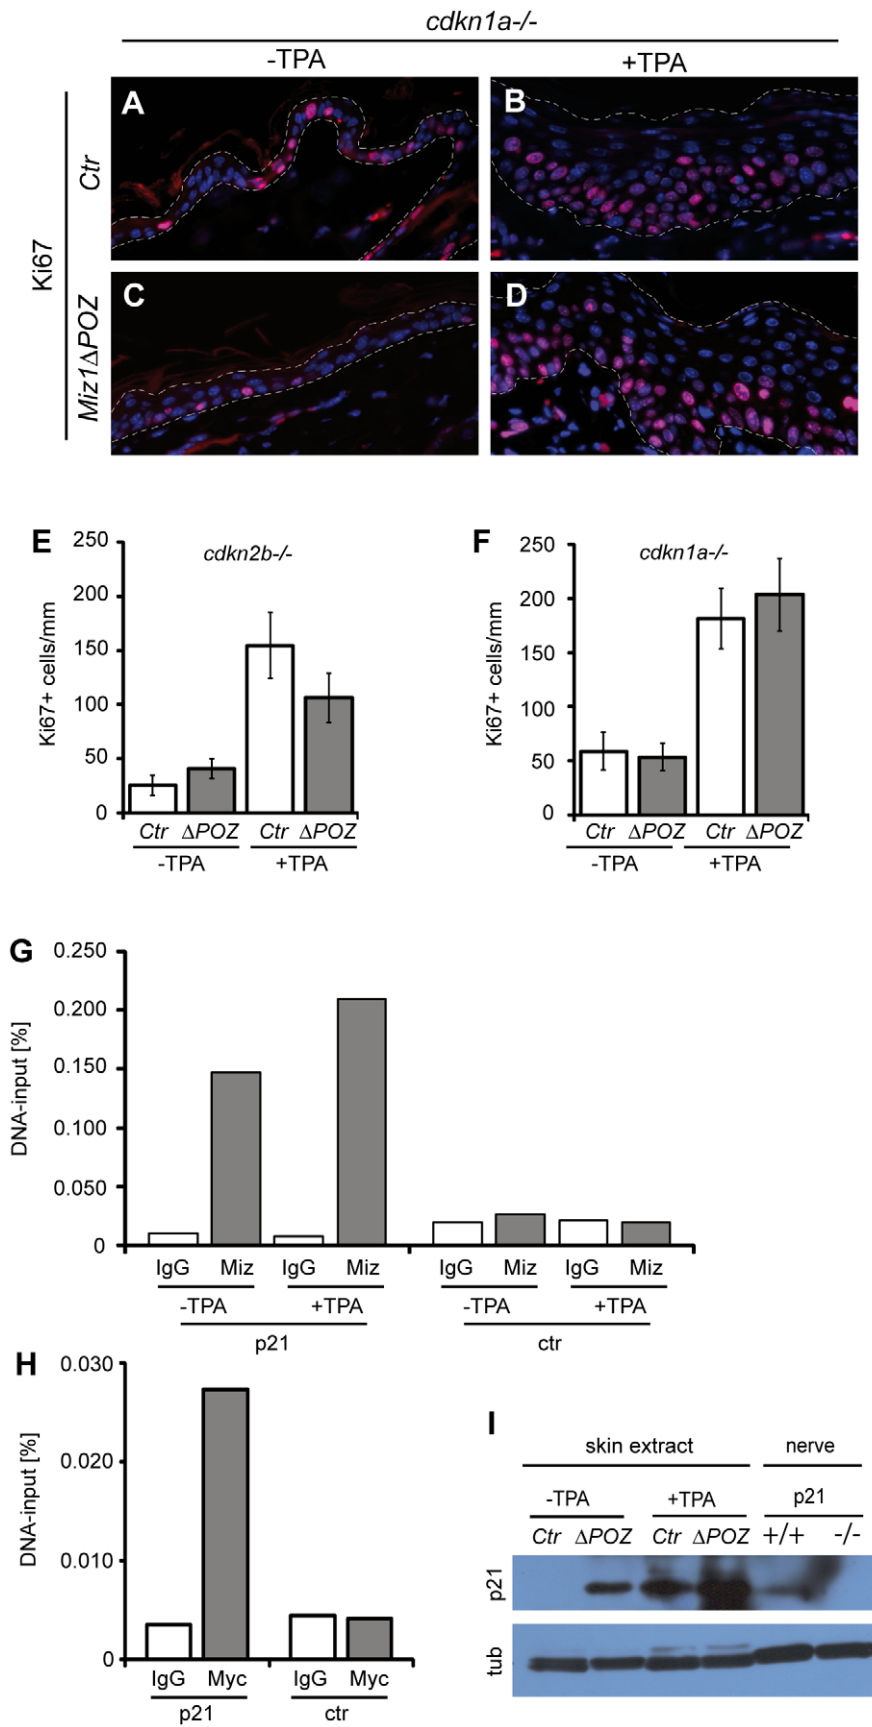 cdkn1a-/-
-TPA +TPA
Ki67
Ctr
A B
Miz1ΔPOZ
C D
E
cdkn2b-/-
Ki67+ cells/mm
250
200
150
100
50
0
Ctr ΔPOZ Ctr ΔPOZ
-TPA +TPA
F
cdkn1a-/-
Ki67+ cells/mm
250
200
150
100
50
0
Ctr ΔPOZ Ctr ΔPOZ
-TPA +TPA
G
DNA-input [%]
0.250
0.200
0.150
0.100
0.050
0
IgG Miz IgG Miz IgG Miz IgG Miz
-TPA +TPA -TPA +TPA
p21 ctr
H
DNA-input [%]
0.030
0.020
0.010
0
IgG Myc IgG Myc
p21 ctr
I
skin extract nerve
-TPA +TPA p21
Ctr ΔPOZ Ctr ΔPOZ +/+ -/-
p21
tub